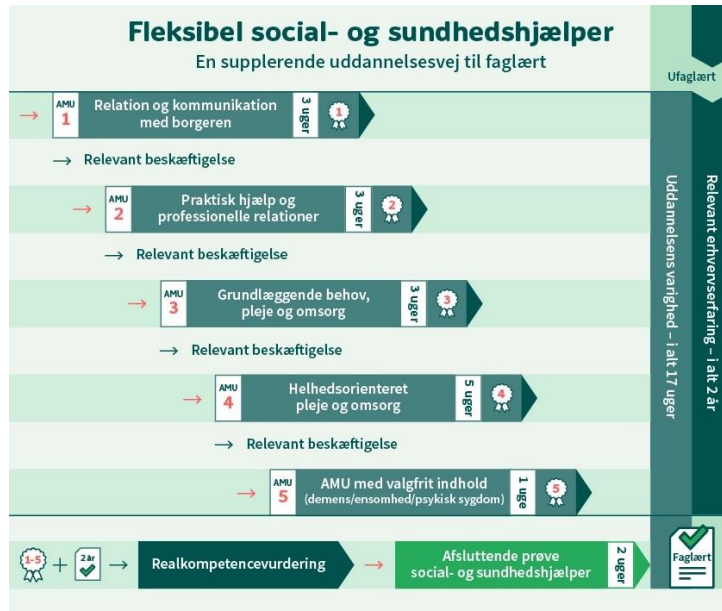 Fleksibel social- og sundhedshjælper
En supplerende uddannelsesvej til faglært
Ufaglært
AMU
1
Relation og kommunikation
med borgeren
3 uger
1
Relevant beskæftigelse
AMU
2
Praktisk hjælp og
professionelle relationer
3 uger
2
Relevant beskæftigelse
AMU
3
Grundlæggende behov,
pleje og omsorg
3 uger
3
Relevant beskæftigelse
AMU
4
Helhedsorienteret
pleje og omsorg
5 uger
4
Relevant beskæftigelse
AMU
5
AMU med valgfrit indhold
(demens/ensomhed/psykisk sygdom)
1 uge
5
Uddannelsens varighed – i alt 17 uger
Relevant erhvervserfaring – i alt 2 år
1-5
+
2 år
Realkompetencevurdering
Afsluttende prøve
social- og sundhedshjælper
2 uger
Faglært